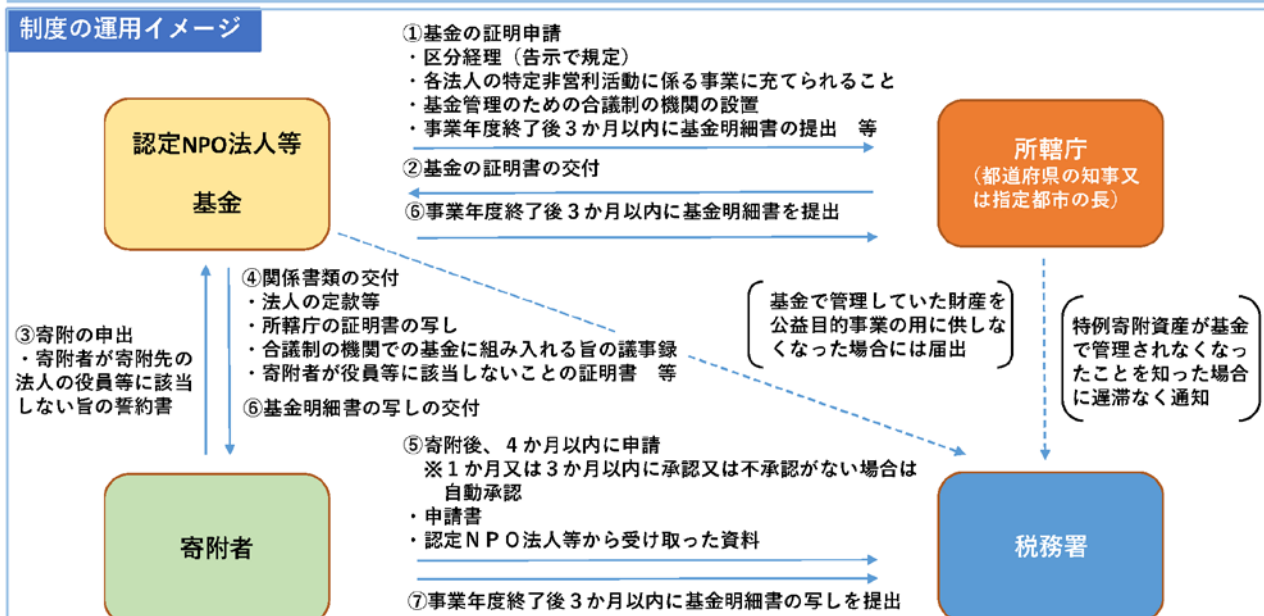 制度の運用イメージ
①基金の証明申請
・区分経理（告示で規定）
・各法人の特定非営利活動に係る事業に充てられること
・基金管理のための合議制の機関の設置
・事業年度終了後３か月以内に基金明細書の提出　等
認定NPO法人等
基金
所轄庁
（都道府県の知事又
は指定都市の長）
②基金の証明書の交付
⑥事業年度終了後３か月以内に基金明細書を提出
③寄附の申出
・寄附者が寄附先の
法人の役員等に該当
しない旨の誓約書
④関係書類の交付
・法人の定款等
・所轄庁の証明書の写し
・合議制の機関での基金に組み入れる旨の議事録
・寄附者が役員等に該当しないことの証明書　等
⑥基金明細書の写しの交付
基金で管理していた財産を
公益目的事業の用に供しな
くなった場合には届出
特例寄附資産が基金
で管理されなくなっ
たことを知った場合
に遅滞なく通知
⑤寄附後、４か月以内に申請
※１か月又は３か月以内に承認又は不承認がない場合は
自動承認
・申請書
・認定ＮＰＯ法人等から受け取った資料
寄附者
税務署
⑦事業年度終了後３か月以内に基金明細書の写しを提出